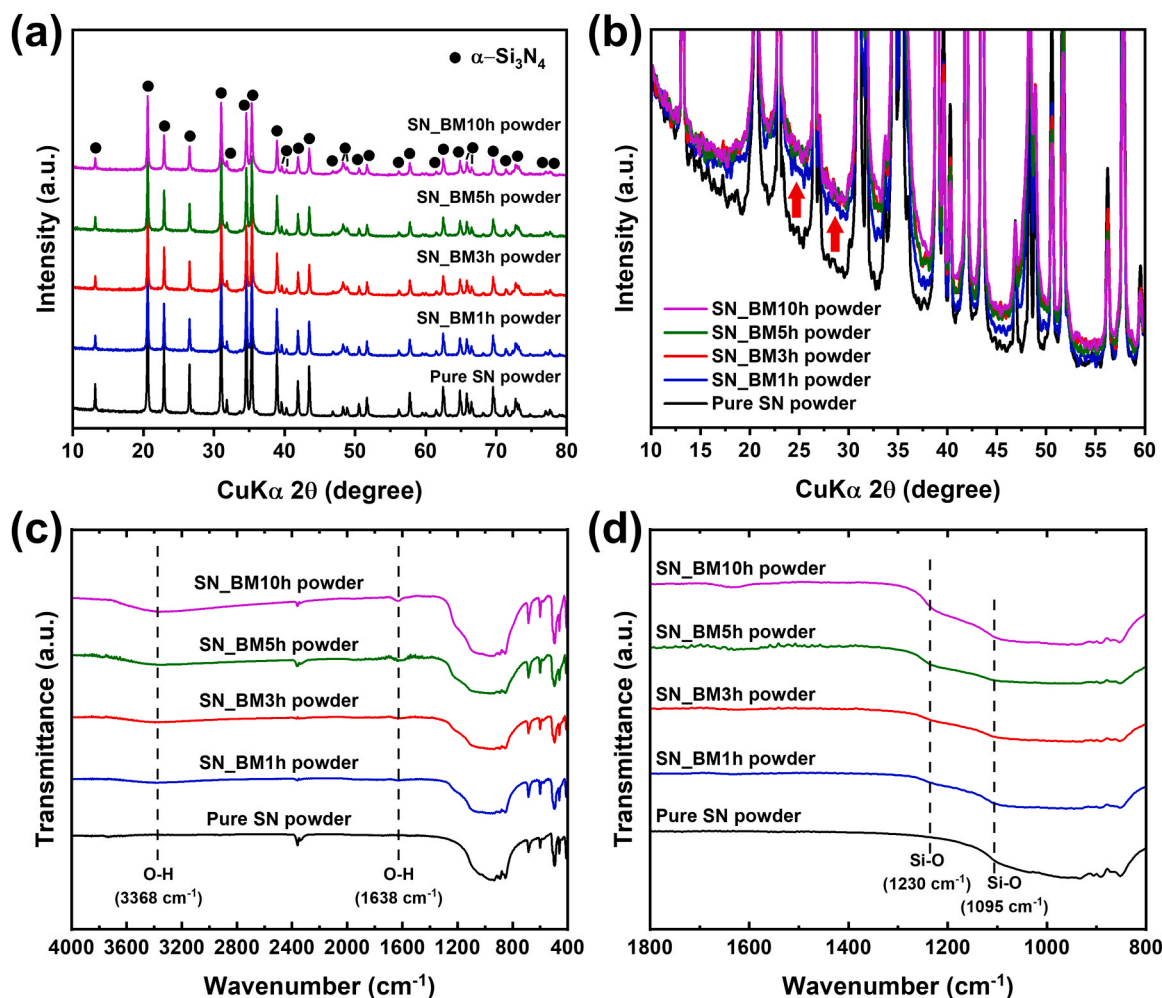 (a)
● α–Si₃N₄
SN_BM10h powder
SN_BM5h powder
SN_BM3h powder
SN_BM1h powder
Pure SN powder
Intensity (a.u.)
10 20 30 40 50 60 70 80
CuKα 2θ (degree)
(b)
SN_BM10h powder
SN_BM5h powder
SN_BM3h powder
SN_BM1h powder
Pure SN powder
Intensity (a.u.)
10 15 20 25 30 35 40 45 50 55 60
CuKα 2θ (degree)
(c)
SN_BM10h powder
SN_BM5h powder
SN_BM3h powder
SN_BM1h powder
Pure SN powder
O-H
(3368 cm⁻¹)
O-H
(1638 cm⁻¹)
Transmittance (a.u.)
4000 3600 3200 2800 2400 2000 1600 1200 800 400
Wavenumber (cm⁻¹)
(d)
SN_BM10h powder
SN_BM5h powder
SN_BM3h powder
SN_BM1h powder
Pure SN powder
Si-O
(1230 cm⁻¹)
Si-O
(1095 cm⁻¹)
Transmittance (a.u.)
1800 1600 1400 1200 1000 800
Wavenumber (cm⁻¹)